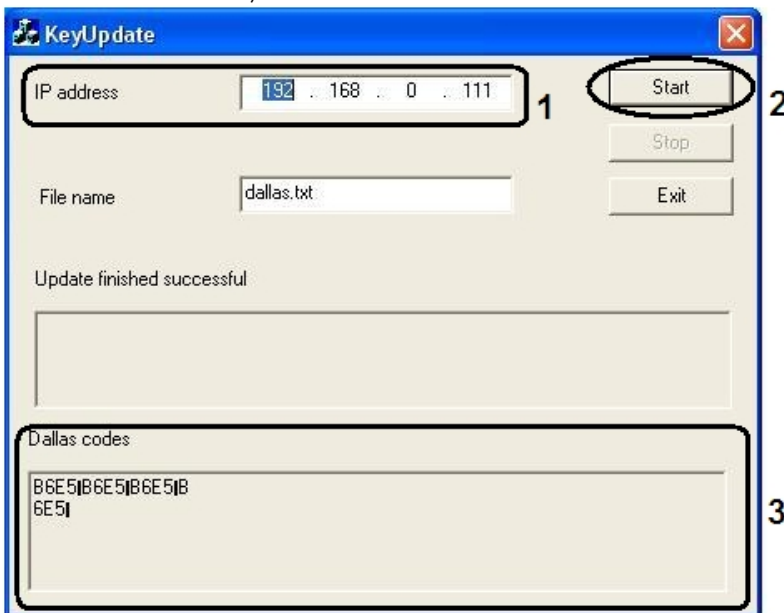 KeyUpdate
IP address 192 . 168 . 0 . 111
1
Start
2
Stop
File name dallas.txt
Exit
Update finished successful
Dallas codes
B6E5|B6E5|B6E5|B
6E5|
3